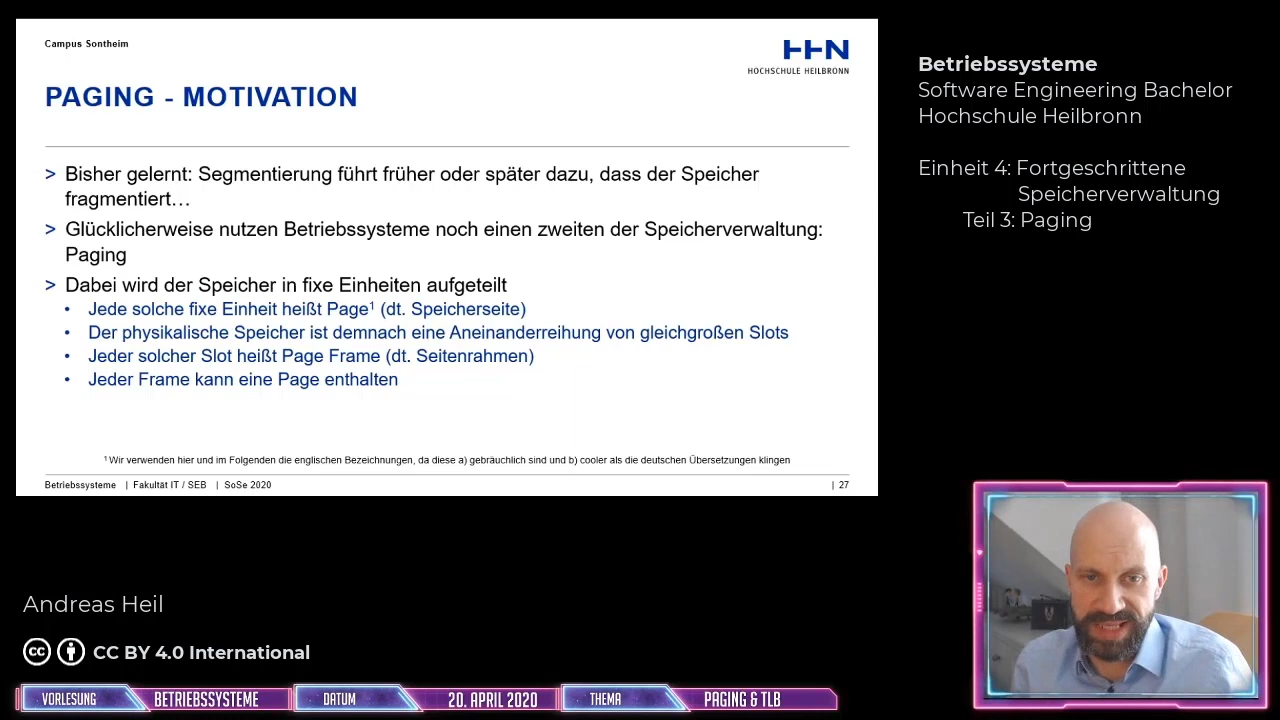 Campus Sontheim
HHN
HOCHSCHULE HEILBRONN
PAGING - MOTIVATION
> Bisher gelernt: Segmentierung führt früher oder später dazu, dass der Speicher
fragmentiert…
> Glücklicherweise nutzen Betriebssysteme noch einen zweiten der Speicherverwaltung:
Paging
> Dabei wird der Speicher in fixe Einheiten aufgeteilt
• Jede solche fixe Einheit heißt Page¹ (dt. Speicherseite)
• Der physikalische Speicher ist demnach eine Aneinanderreihung von gleichgroßen Slots
• Jeder solcher Slot heißt Page Frame (dt. Seitenrahmen)
• Jeder Frame kann eine Page enthalten
¹ Wir verwenden hier und im Folgenden die englischen Bezeichnungen, da diese a) gebräuchlich sind und b) cooler als die deutschen Übersetzungen klingen
Betriebssysteme | Fakultät IT / SEB | SoSe 2020 | 27
Betriebssysteme
Software Engineering Bachelor
Hochschule Heilbronn
Einheit 4: Fortgeschrittene
Speicherverwaltung
Teil 3: Paging
Andreas Heil
cc CC BY 4.0 International
VORLESUNG BETRIEBSSYSTEME DATUM 20. APRIL 2020 THEMA PAGING & TLB